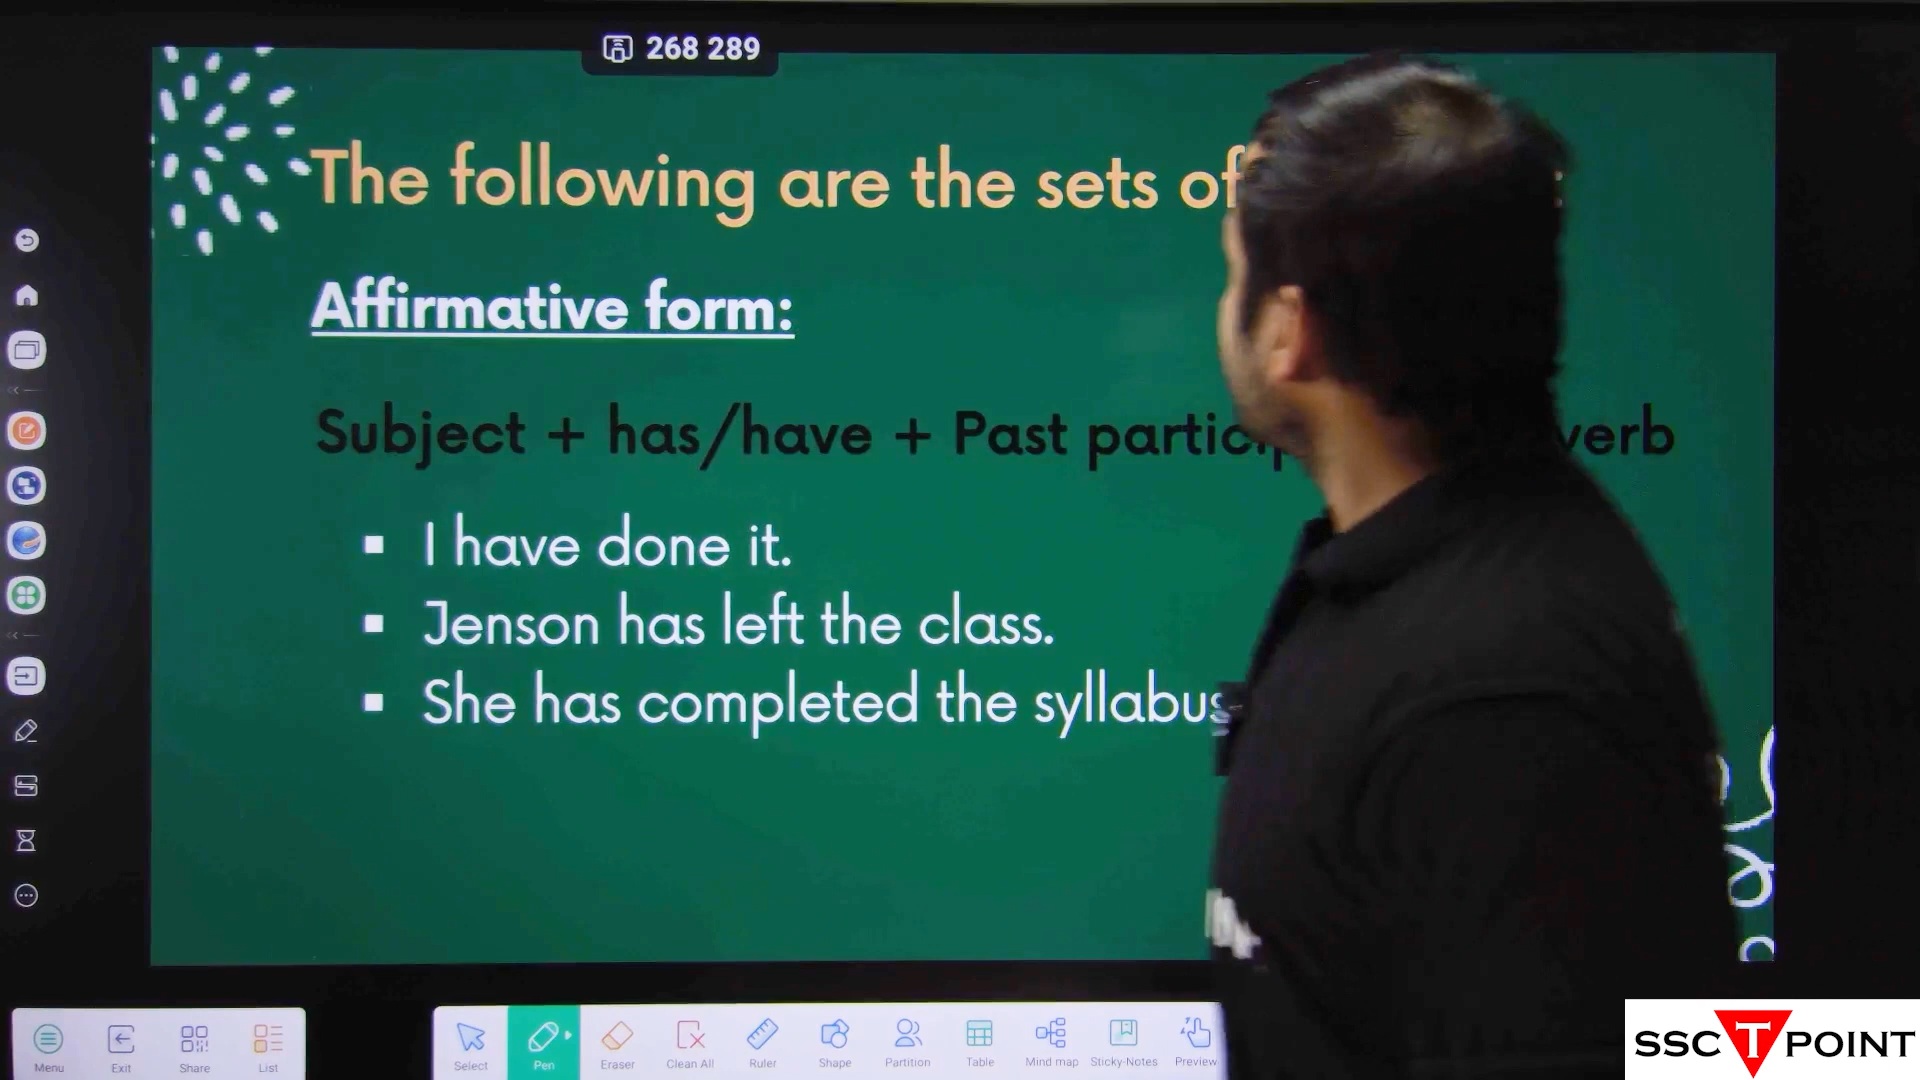 268 289
The following are the sets of
Affirmative form:
Subject + has/have + Past verb
I have done it.
Jenson has left the class.
She has completed the syllabus
Menu Exit Share List
Select Pen Eraser Clean All Ruler Shape Partition Table Mind map Sticky-Notes Preview
SSC T POINT